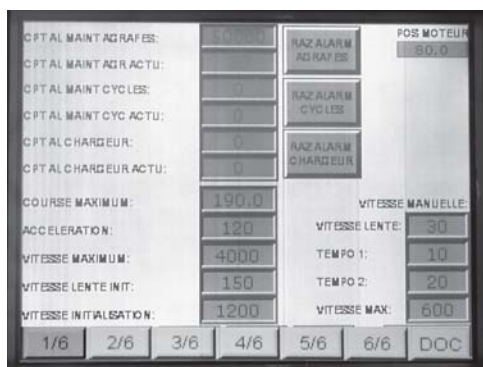 CPT AL MAINT AGRAFES: 50000 RAZ ALARM AGRAFES
POS MOTEUR
80.0
CPT AL MAINT AGR ACTU:
CPT AL MAINT CYCLES: 0 RAZ ALARM CYCLES
CPT AL MAINT CYC ACTU: 0
CPT AL CHARGEUR: 0 RAZ ALARM CHARGEUR
CPT AL CHARGEUR ACTU: 0
COURSE MAXIMUM: 190.0
VITESSE MANUELLE:
ACCELERATION: 120 VITESSE LENTE: 30
VITESSE MAXIMUM: 4000 TEMPO 1: 10
VITESSE LENTE INIT: 150 TEMPO 2: 20
VITESSE INITIALISATION: 1200 VITESSE MAX: 600
1/6 2/6 3/6 4/6 5/6 6/6 DOC